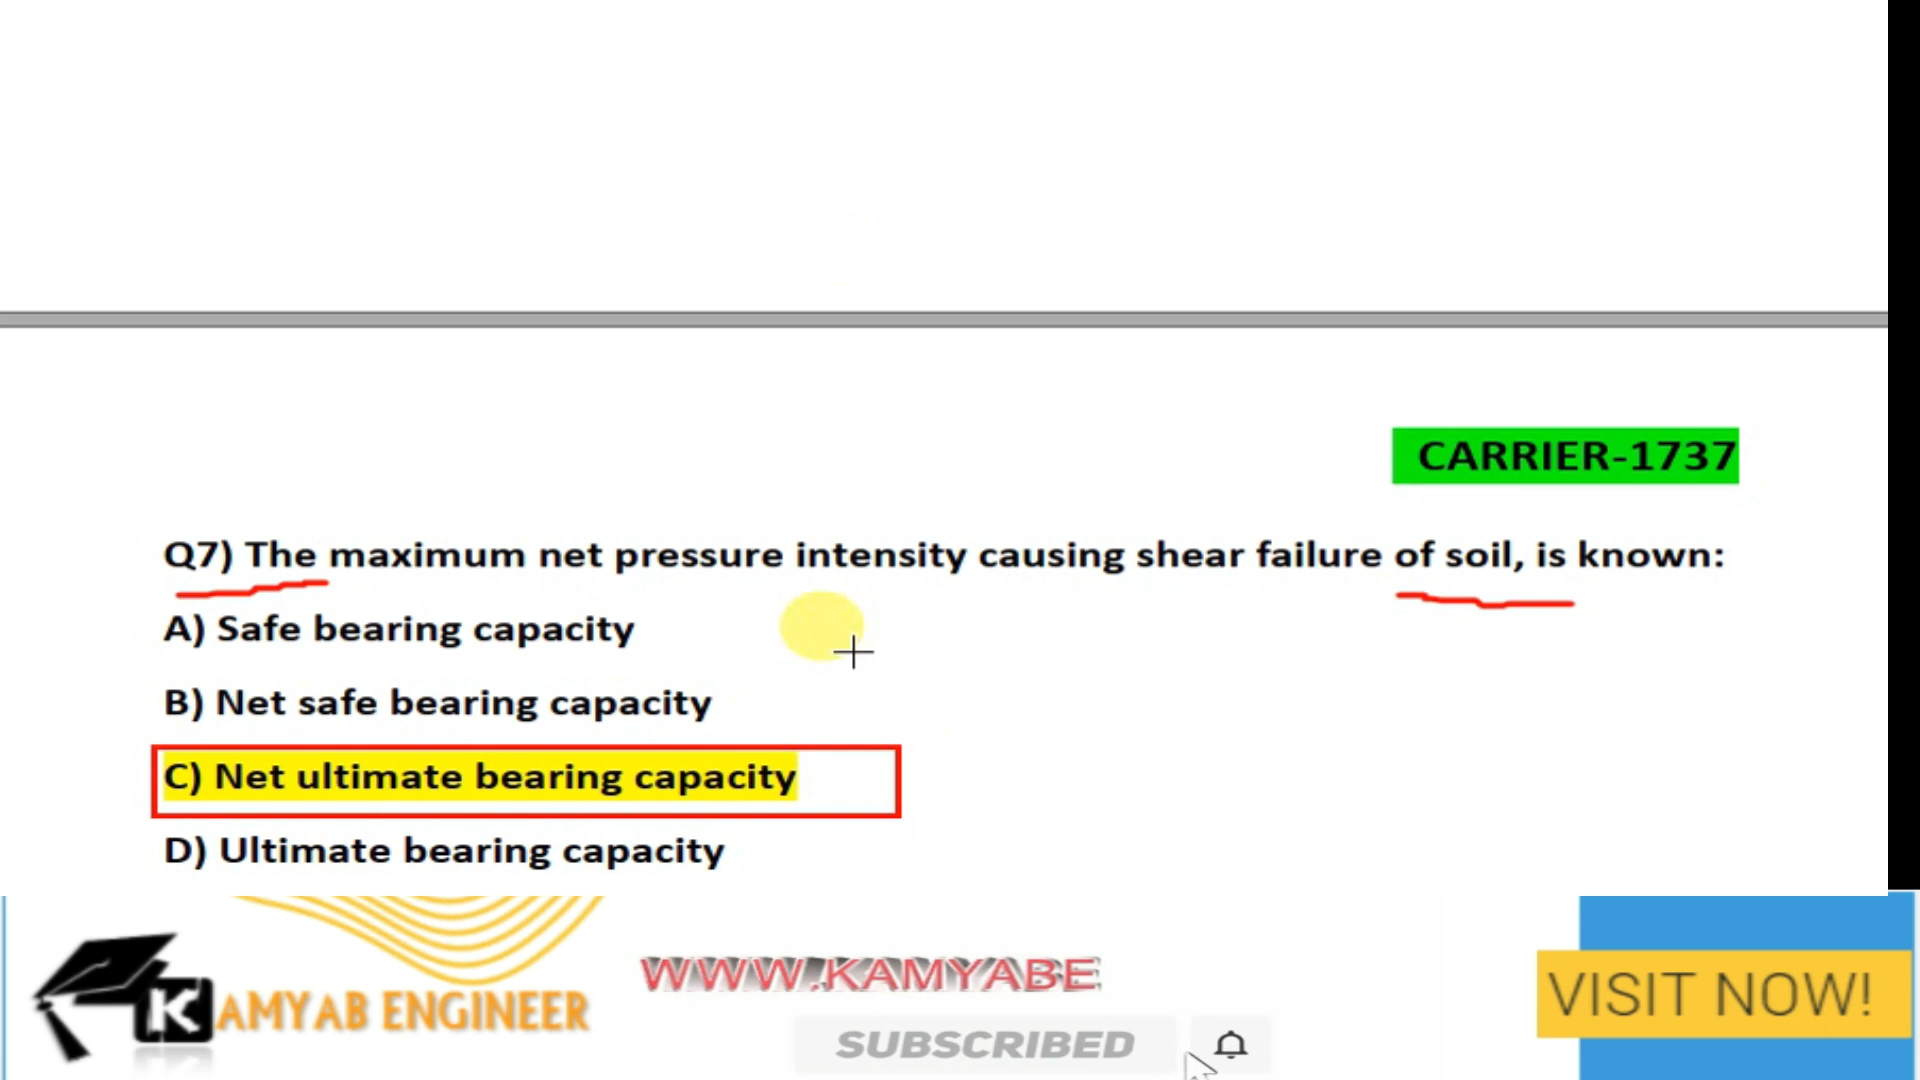 CARRIER-1737
Q7) The maximum net pressure intensity causing shear failure of soil, is known:
A) Safe bearing capacity
B) Net safe bearing capacity
C) Net ultimate bearing capacity
D) Ultimate bearing capacity
KAMYAB ENGINEER
WWW.KAMYABE
SUBSCRIBED
VISIT NOW!